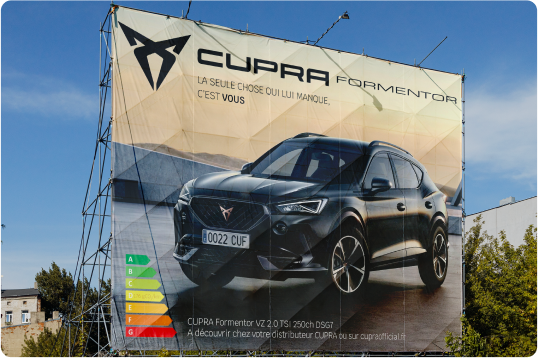 CUPRA FORMENTOR
LA SEULE CHOSE QUI LUI MANQUE,
C'EST VOUS
0022 CUF
A
B
C
D
E
F
G
CUPRA Formentor VZ 2.0 TSI 250ch DSG7
A découvrir chez votre distributeur CUPRA ou sur cupraofficial.fr